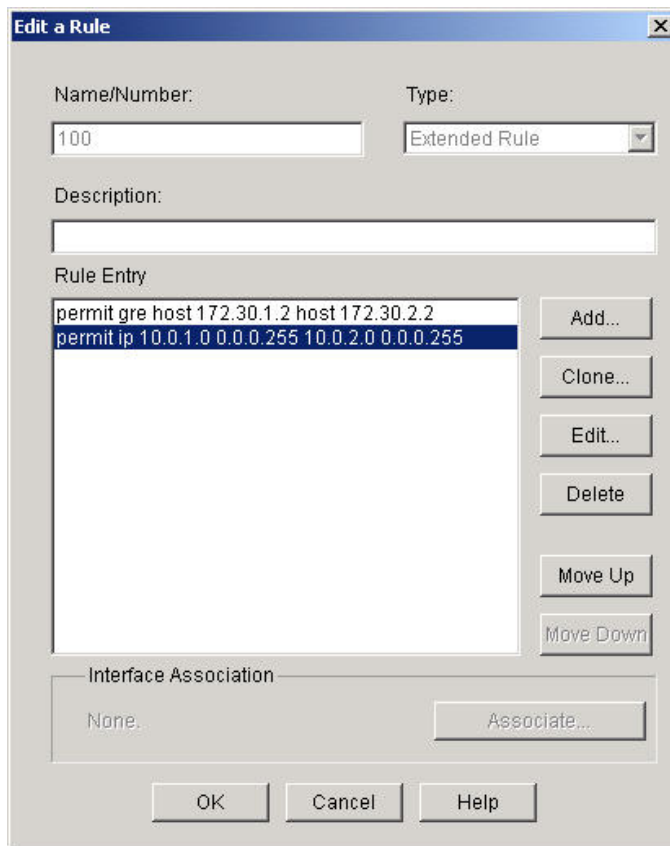 Edit a Rule
Name/Number:
Type:
100
Extended Rule
Description:
Rule Entry
permit gre host 172.30.1.2 host 172.30.2.2
permit ip 10.0.1.0 0.0.0.255 10.0.2.0 0.0.0.255
Add...
Clone...
Edit...
Delete
Move Up
Move Down
Interface Association
None.
Associate...
OK
Cancel
Help